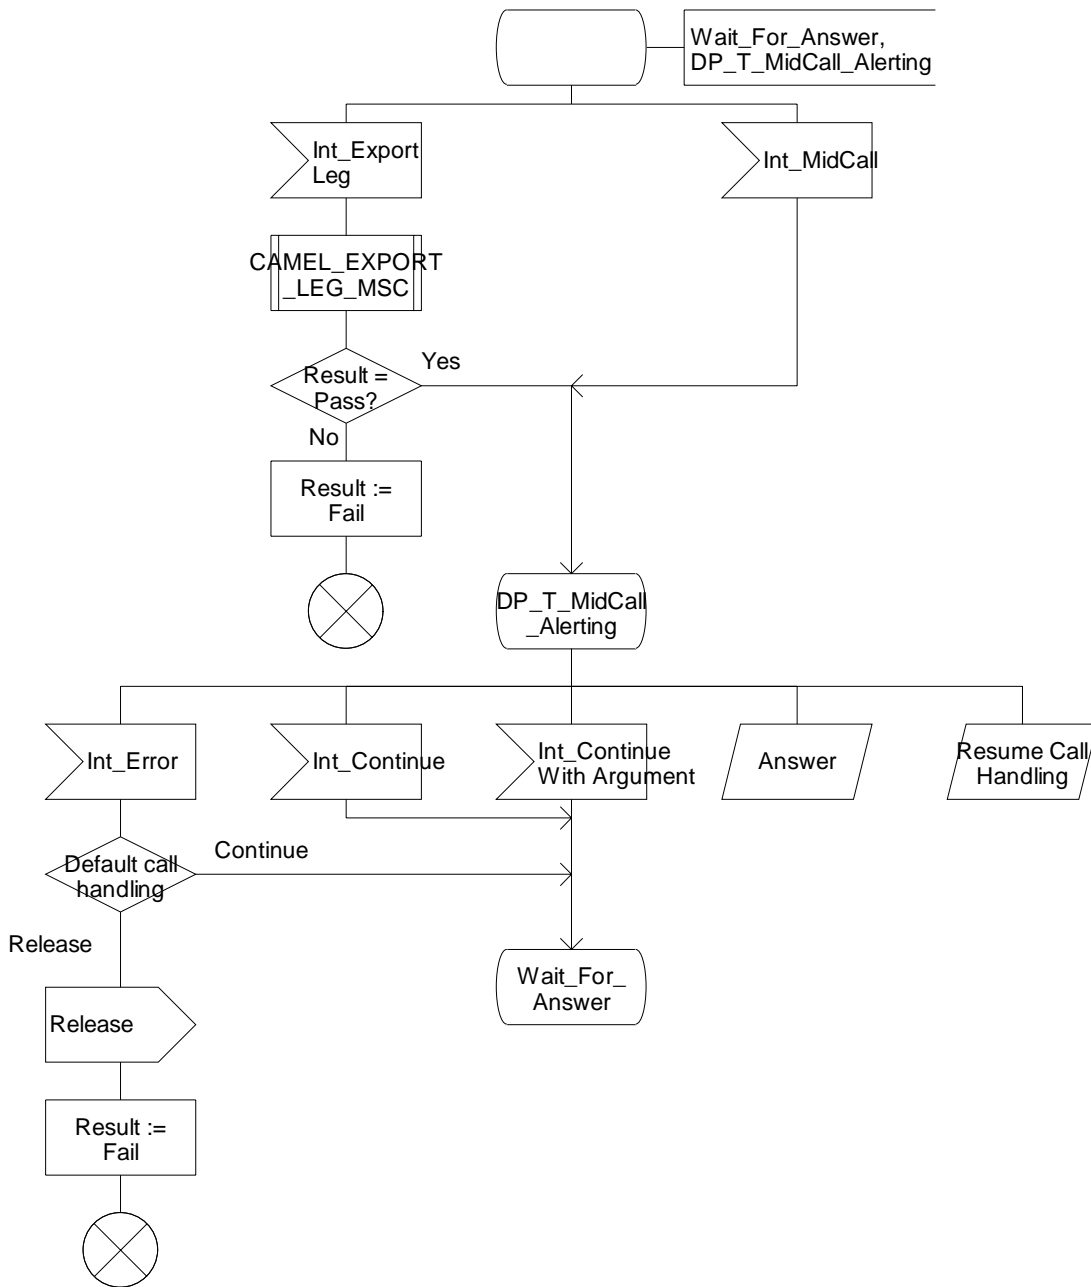 Wait_For_Answer,
DP_T_MidCall_Alerting
Int_Export
Leg
Int_MidCall
CAMEL_EXPORT
_LEG_MSC
Yes
Result =
Pass?
No
Result :=
Fail
DP_T_MidCall
_Alerting
Int_Error
Int_Continue
Int_Continue
With Argument
Answer
Resume Call
Handling
Continue
Default call
handling
Release
Wait_For_
Answer
Release
Result :=
Fail